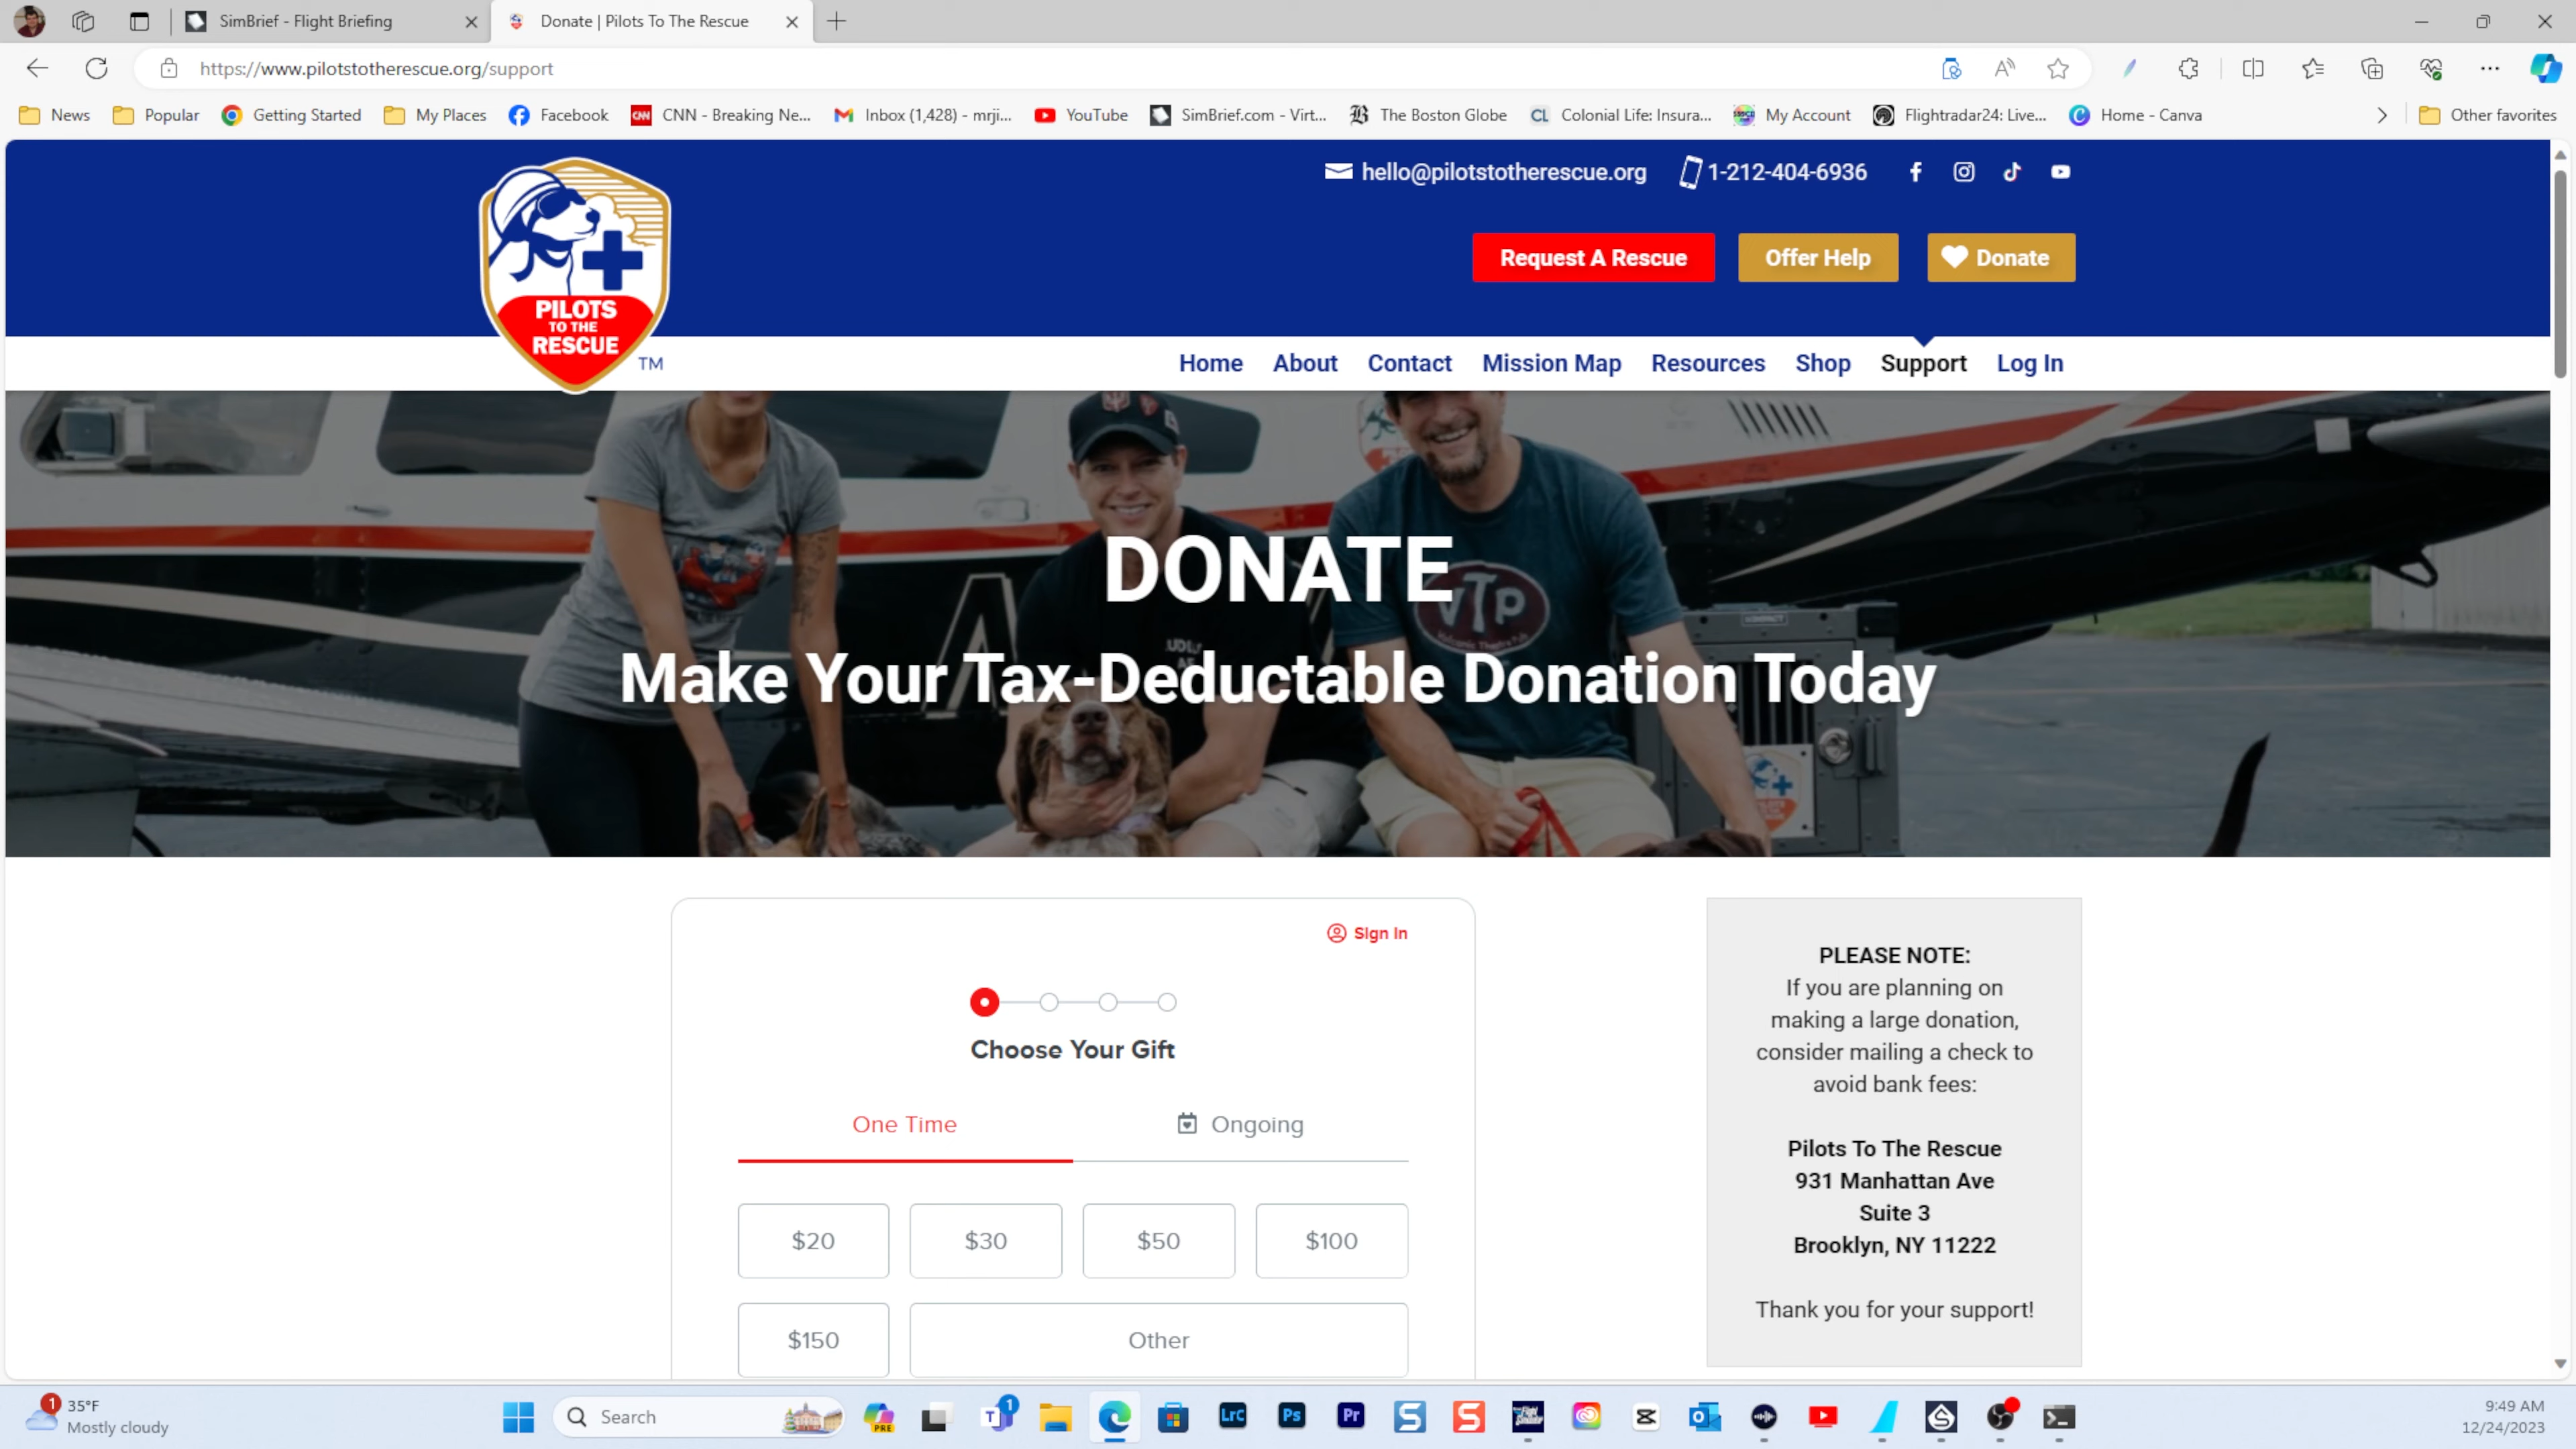 SimBrief - Flight Briefing
Donate | Pilots To The Rescue
https://www.pilotstotherescue.org/support
News
Popular
Getting Started
My Places
Facebook
CNN - Breaking Ne...
Inbox (1,428) - mrji...
YouTube
SimBrief.com - Virt...
The Boston Globe
Colonial Life: Insura...
My Account
Flightradar24: Live...
Home - Canva
Other favorites
hello@pilotstotherescue.org
1-212-404-6936
Request A Rescue
Offer Help
Donate
PILOTS
TO THE
RESCUE
TM
Home
About
Contact
Mission Map
Resources
Shop
Support
Log In
DONATE
Make Your Tax-Deductable Donation Today
VTP
Sign In
Choose Your Gift
One Time
Ongoing
$20
$30
$50
$100
$150
Other
PLEASE NOTE:
If you are planning on
making a large donation,
consider mailing a check to
avoid bank fees:
Pilots To The Rescue
931 Manhattan Ave
Suite 3
Brooklyn, NY 11222
Thank you for your support!
1
35°F
Mostly cloudy
Search
PRE
1
LrC
Ps
Pr
9:49 AM
12/24/2023